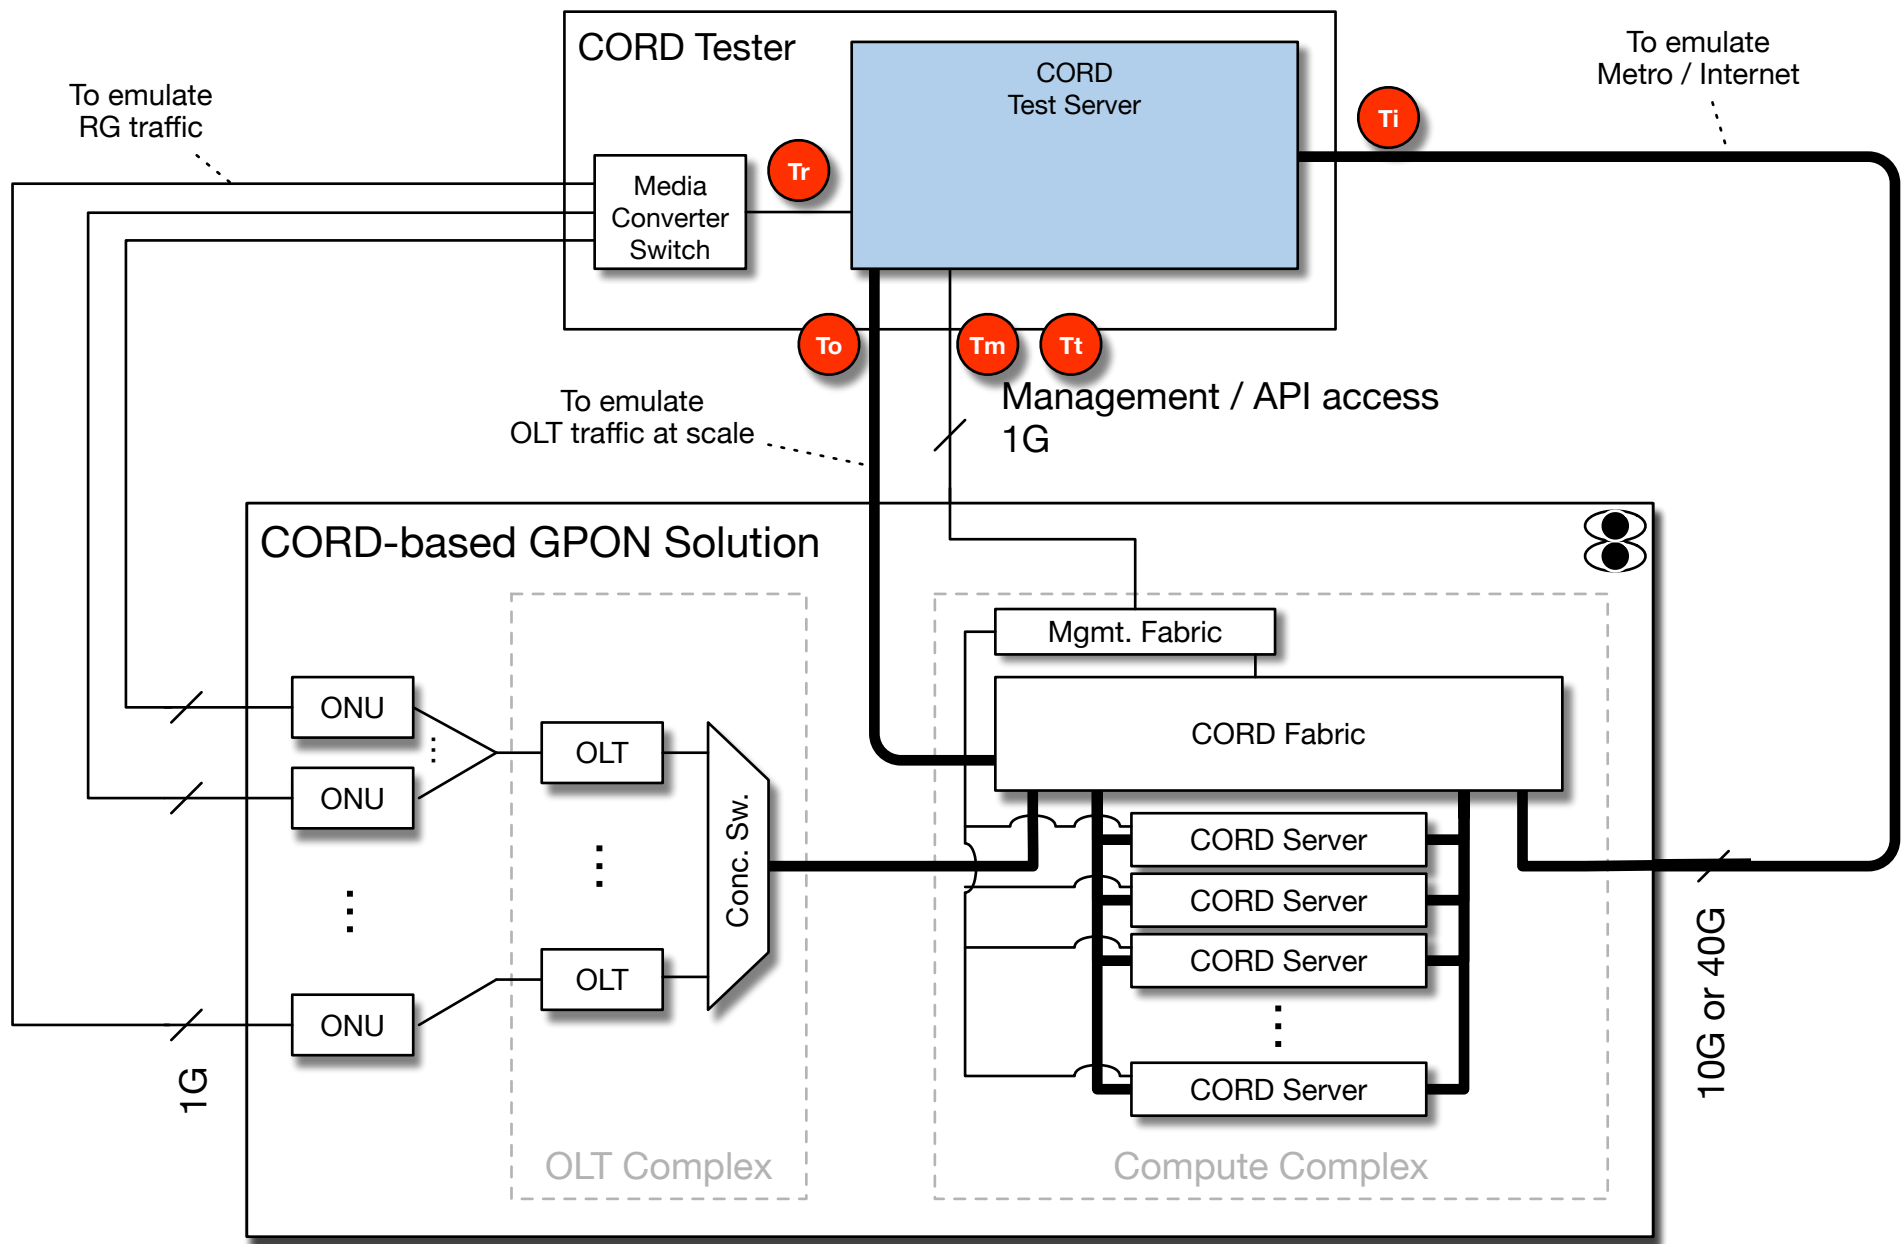 CORD Tester
CORD
Test Server
To emulate
Metro / Internet
To emulate
RG traffic
Ti
Tr
Media
Converter
Switch
To
Tm
Tt
Management / API access
1G
To emulate
OLT traffic at scale
CORD-based GPON Solution
Mgmt. Fabric
CORD Fabric
ONU
ONU
ONU
OLT
OLT
Conc. Sw.
CORD Server
CORD Server
CORD Server
CORD Server
1G
10G or 40G
OLT Complex
Compute Complex